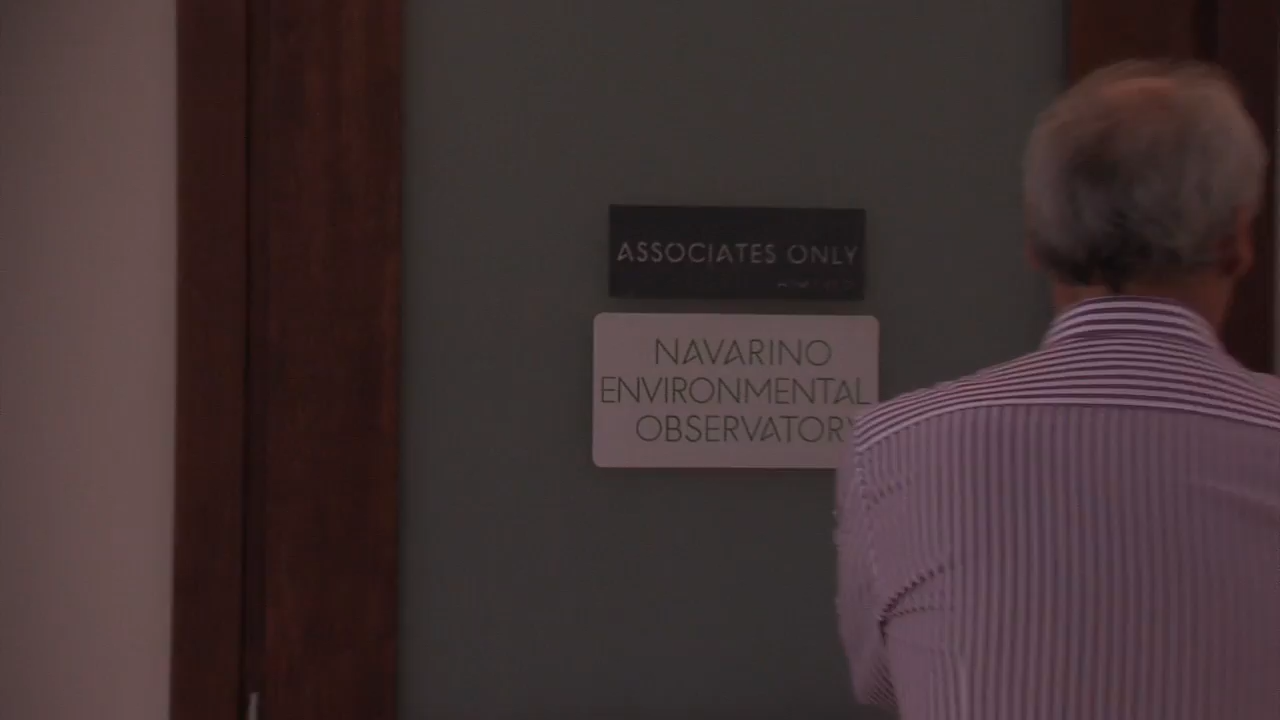 ASSOCIATES ONLY
NAVARINO
ENVIRONMENTAL
OBSERVATORY